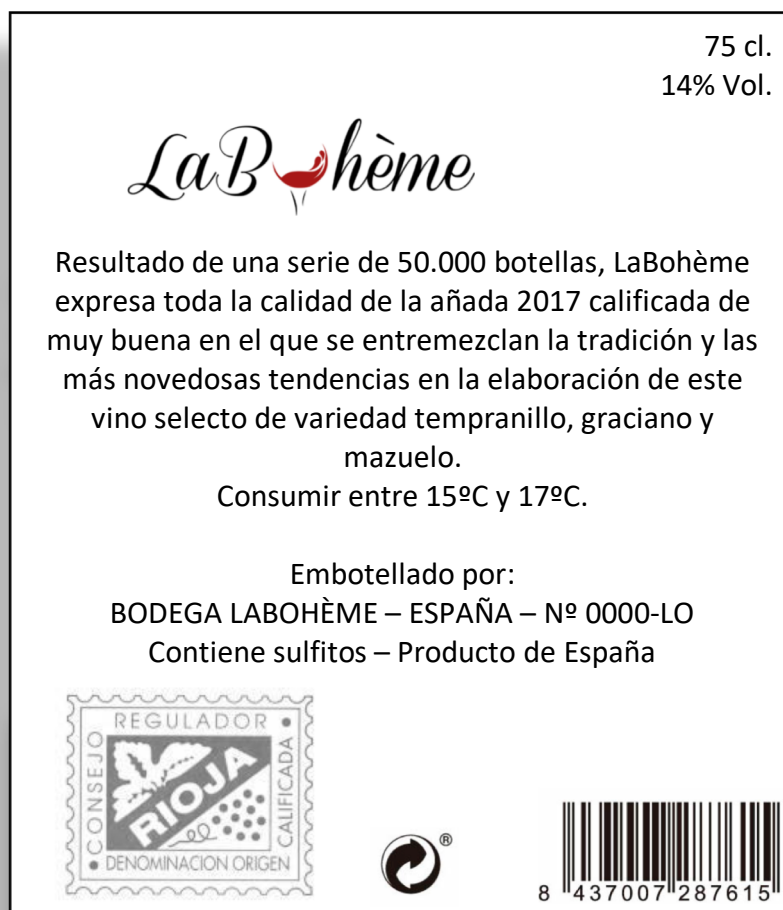 75 cl.
14% Vol.
LaBohème
Resultado de una serie de 50.000 botellas, LaBohème
expresa toda la calidad de la añada 2017 calificada de
muy buena en el que se entremezclan la tradición y las
más novedosas tendencias en la elaboración de este
vino selecto de variedad tempranillo, graciano y
mazuelo.
Consumir entre 15ºC y 17ºC.
Embotellado por:
BODEGA LABOHÈME – ESPAÑA – Nº 0000-LO
Contiene sulfitos – Producto de España
CONSEJO
REGULADOR
CALIFICADA
RIOJA
DENOMINACION ORIGEN
®
8 437007 287615